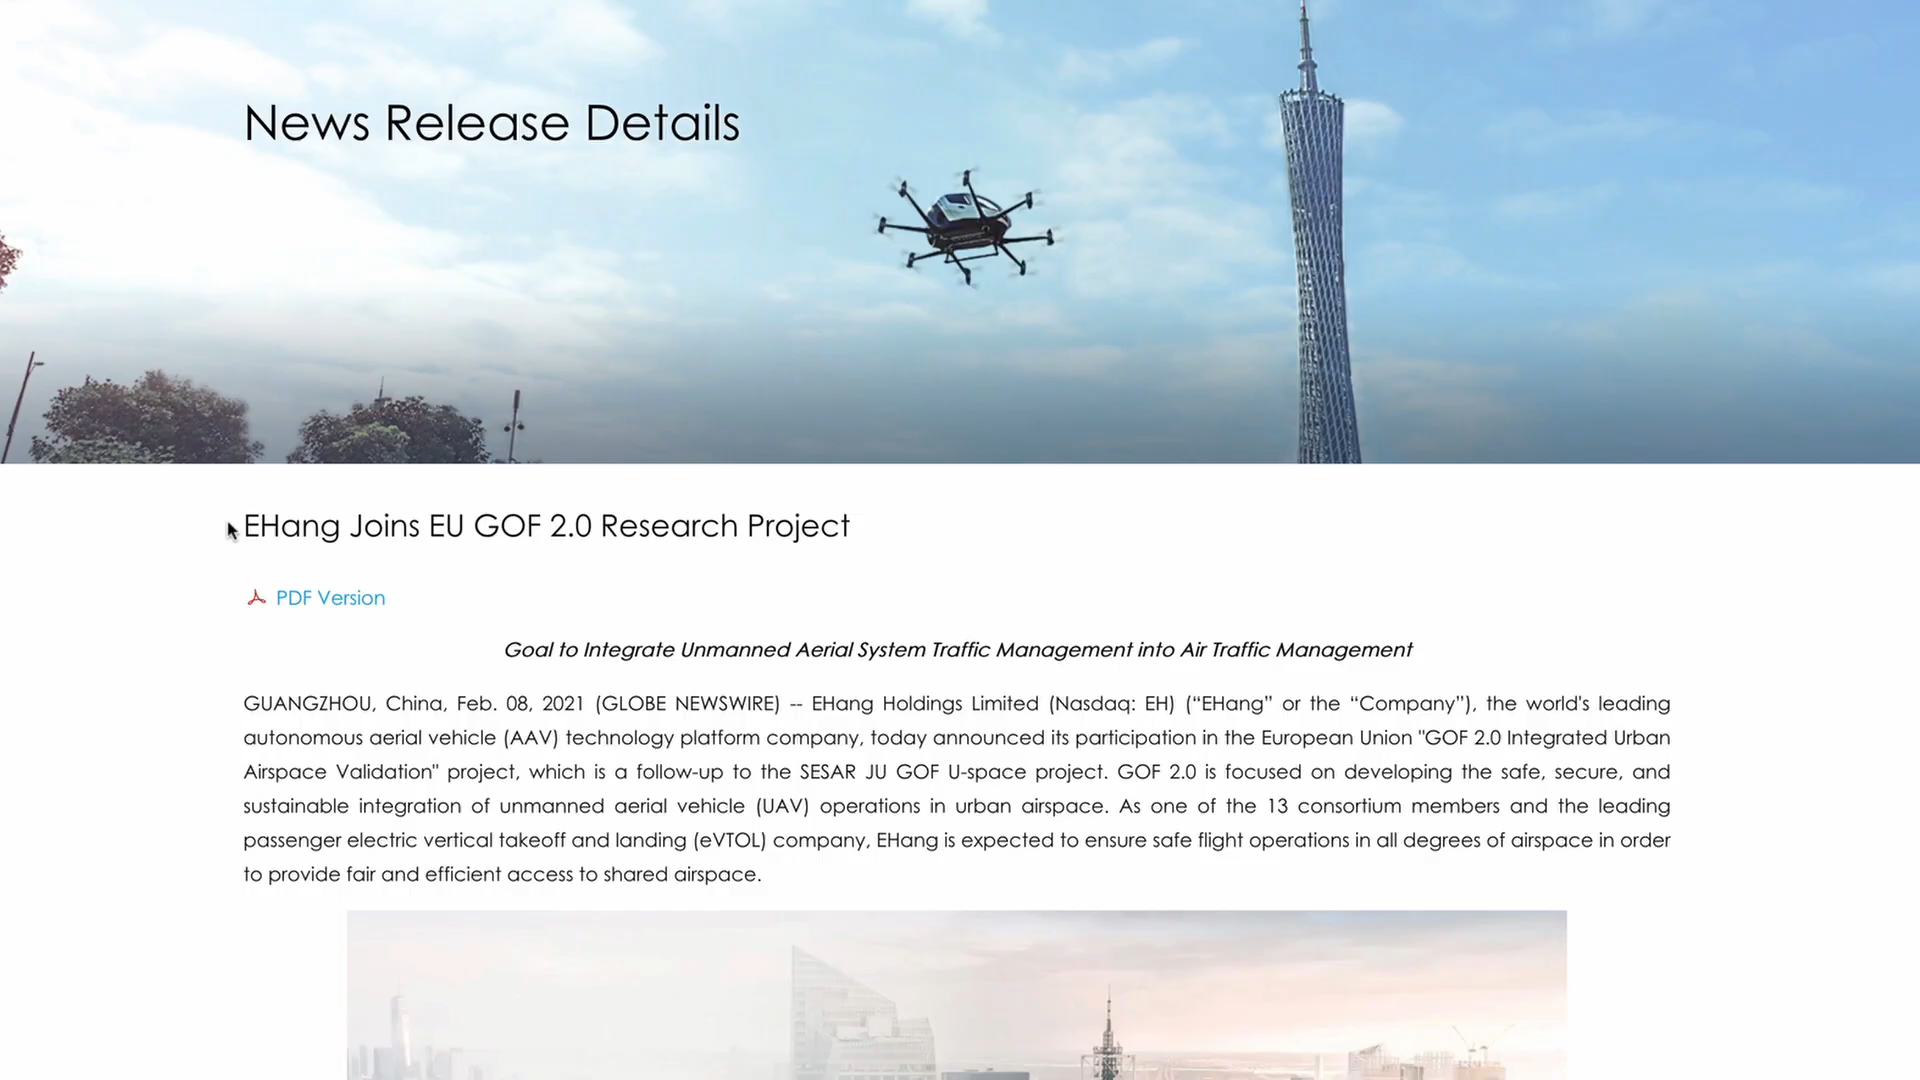 News Release Details
EHang Joins EU GOF 2.0 Research Project
PDF Version
Goal to Integrate Unmanned Aerial System Traffic Management into Air Traffic Management
GUANGZHOU, China, Feb. 08, 2021 (GLOBE NEWSWIRE) -- EHang Holdings Limited (Nasdaq: EH) (“EHang” or the “Company”), the world's leading
autonomous aerial vehicle (AAV) technology platform company, today announced its participation in the European Union "GOF 2.0 Integrated Urban
Airspace Validation" project, which is a follow-up to the SESAR JU GOF U-space project. GOF 2.0 is focused on developing the safe, secure, and
sustainable integration of unmanned aerial vehicle (UAV) operations in urban airspace. As one of the 13 consortium members and the leading
passenger electric vertical takeoff and landing (eVTOL) company, EHang is expected to ensure safe flight operations in all degrees of airspace in order
to provide fair and efficient access to shared airspace.